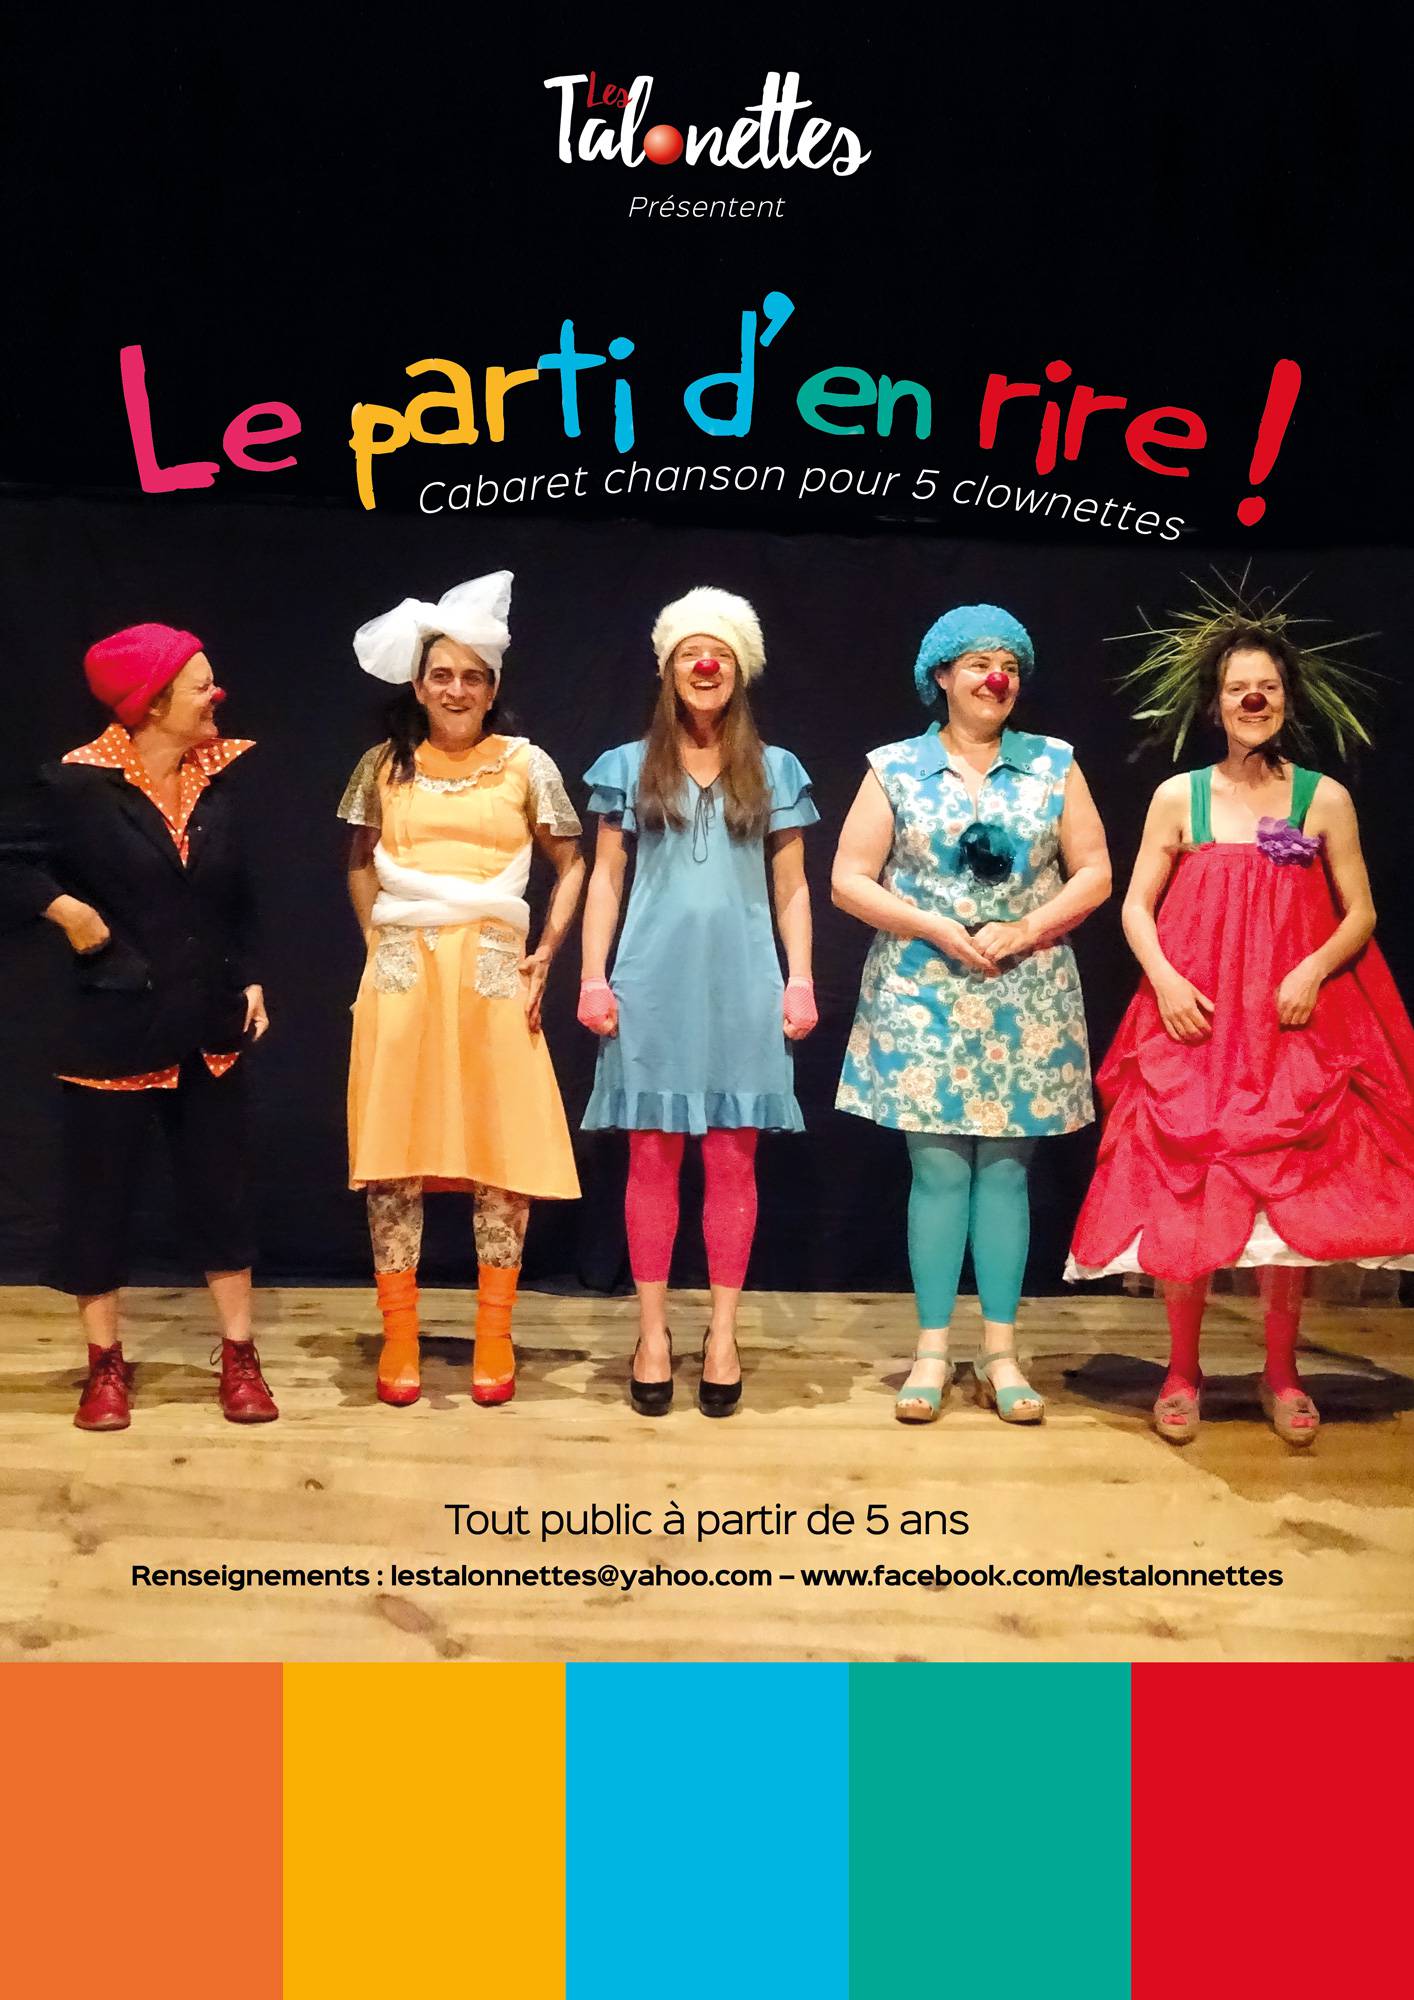 Les
Talonettes
Présentent
Le parti d'en rire !
Cabaret chanson pour 5 clownettes
Tout public à partir de 5 ans
Renseignements : lestalonnettes@yahoo.com – www.facebook.com/lestalonnettes